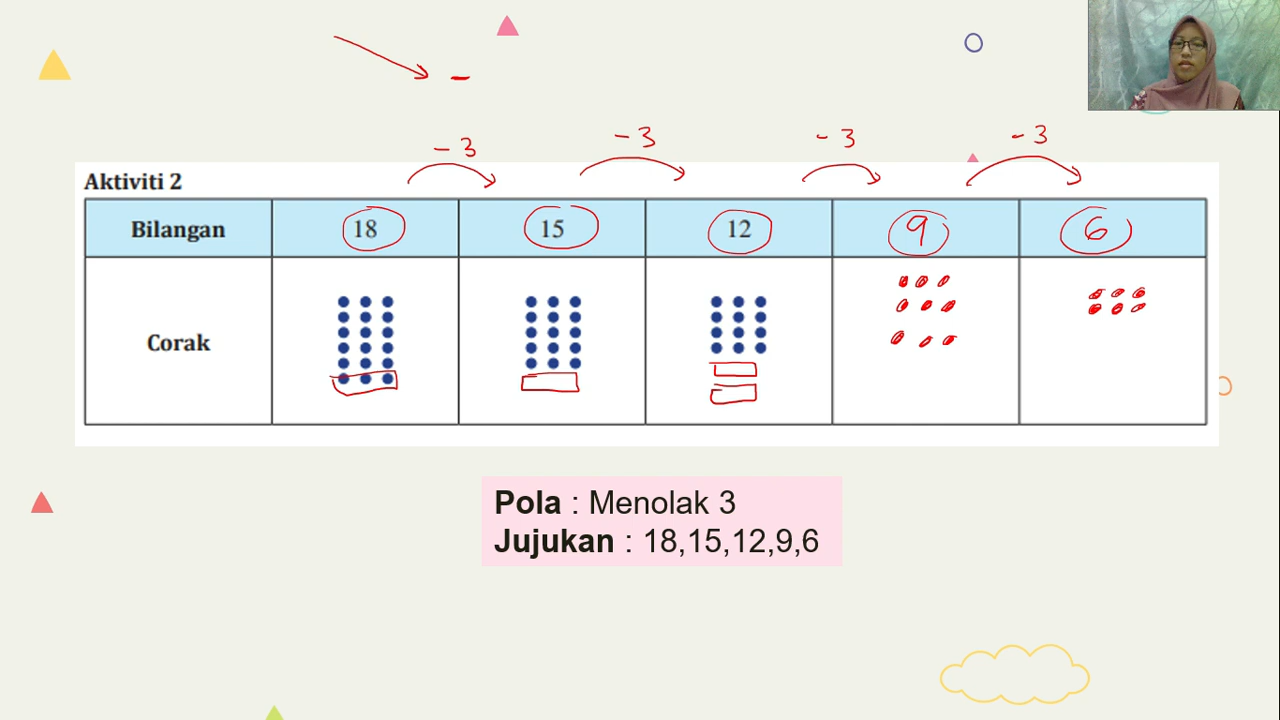 -
-3 -3 -3 -3
Aktiviti 2
Bilangan 18 15 12 9 6
Corak
Pola : Menolak 3
Jujukan : 18,15,12,9,6